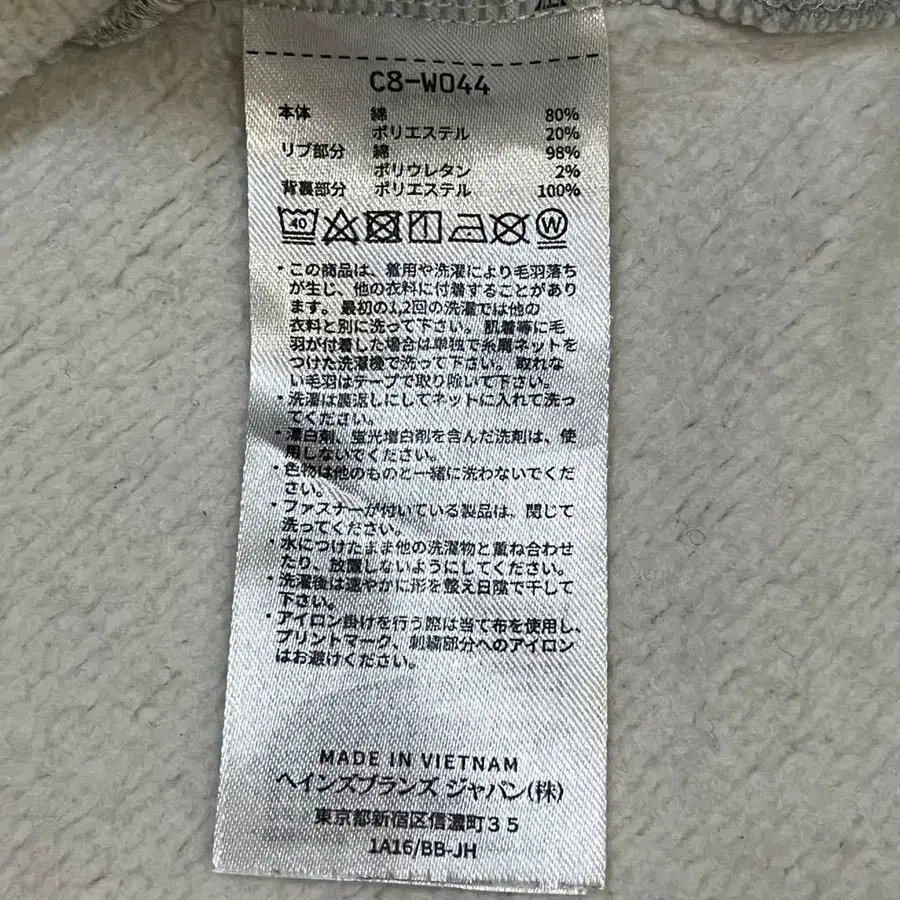 C8-W044
本体 綿 80%
ポリエステル 20%
リブ部分 綿 98%
ポリウレタン 2%
背裏部分 ポリエステル 100%
40 W
・この商品は、着用や洗濯により毛羽落ち
が生じ、他の衣料に付着することがあり
ます。最初の1,2回の洗濯では他の
衣料と別に洗って下さい。肌着等に毛
羽が付着した場合は単独で糸屑ネットを
つけた洗濯機で洗って下さい。取れな
い毛羽はテープで取り除いて下さい。
・洗濯は裏返しにしてネットに入れて洗っ
てください。
・漂白剤、蛍光増白剤を含んだ洗剤は、使
用しないでください。
・色物は他のものと一緒に洗わないでくだ
さい。
・ファスナーが付いている製品は、閉じて
洗ってください。
・水につけたまま他の洗濯物と重ね合わせ
たり、放置しないようにしてください。
・洗濯後は速やかに形を整え日陰で干して
下さい。
・アイロン掛けを行う際は当て布を使用し、
プリントマーク、刺繍部分へのアイロン
はお避けください。
MADE IN VIETNAM
ヘインズブランズ ジャパン(株)
東京都新宿区信濃町35
1A16/BB-JH